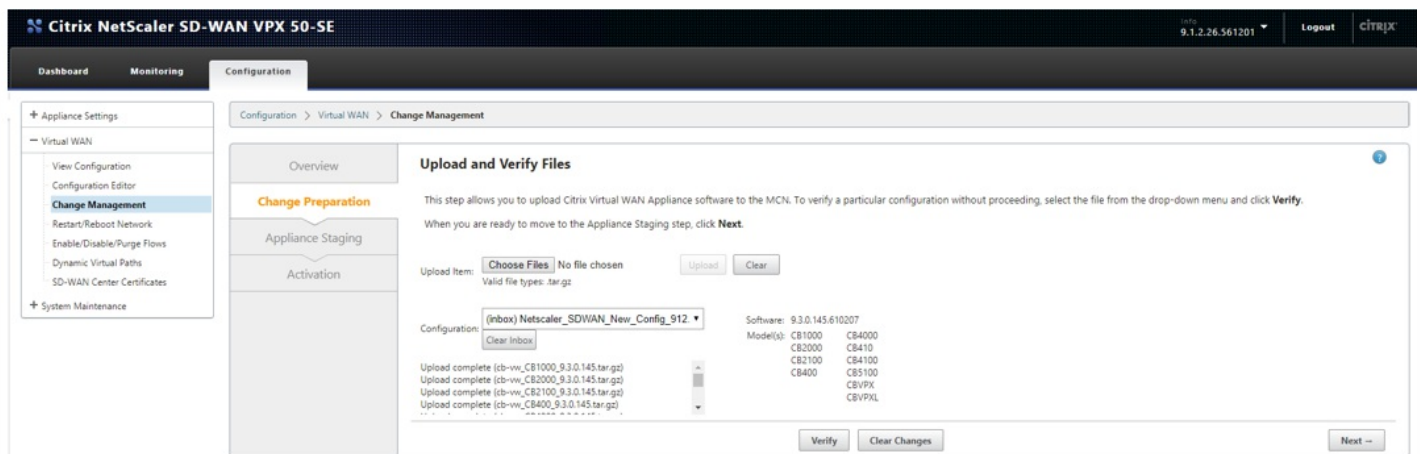 Citrix NetScaler SD-WAN VPX 50-SE
Info
9.1.2.26.561201
Logout
CİTRIX
Dashboard Monitoring Configuration
+ Appliance Settings
− Virtual WAN
View Configuration
Configuration Editor
Change Management
Restart/Reboot Network
Enable/Disable/Purge Flows
Dynamic Virtual Paths
SD-WAN Center Certificates
+ System Maintenance
Configuration > Virtual WAN > Change Management
Overview
Change Preparation
Appliance Staging
Activation
Upload and Verify Files
?
This step allows you to upload Citrix Virtual WAN Appliance software to the MCN. To verify a particular configuration without proceeding, select the file from the drop-down menu and click Verify.
When you are ready to move to the Appliance Staging step, click Next.
Upload Item: Choose Files No file chosen Upload Clear
Valid file types: .tar.gz
Configuration: (inbox) Netscaler_SDWAN_New_Config_912.
Clear Inbox
Upload complete (cb-vw_CB1000_9.3.0.145.tar.gz)
Upload complete (cb-vw_CB2000_9.3.0.145.tar.gz)
Upload complete (cb-vw_CB2100_9.3.0.145.tar.gz)
Upload complete (cb-vw_CB400_9.3.0.145.tar.gz)
Software: 9.3.0.145.610207
Model(s): CB1000 CB4000
CB2000 CB410
CB2100 CB4100
CB400 CB5100
CBVPX
CBVPXL
Verify Clear Changes Next →